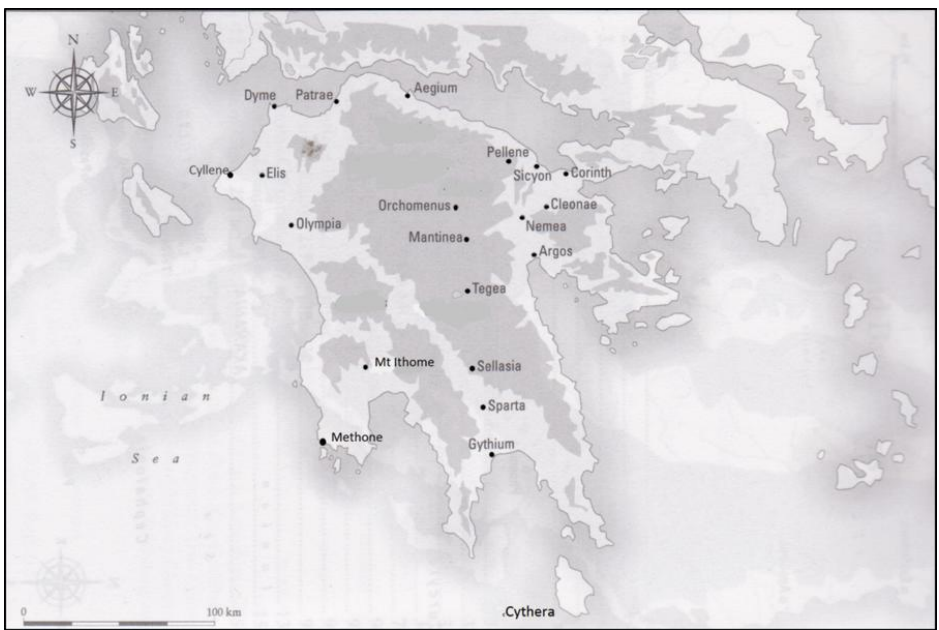 N
W
E
S
Dyme
Patrae
Aegium
Cyllene
Elis
Pellene
Sicyon
Corinth
Orchomenus
Cleonae
Nemea
Olympia
Mantinea
Argos
Tegea
Mt Ithome
Sellasia
Ionian
Sea
Sparta
Methone
Gythium
0
100 km
Cythera